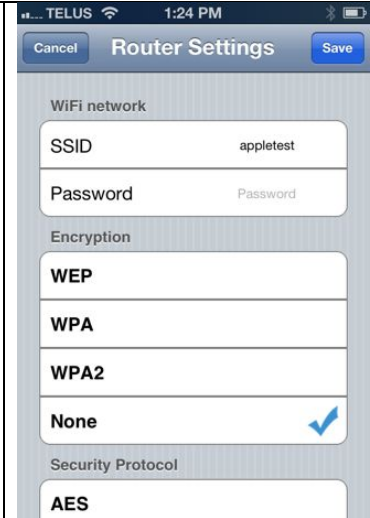 TELUS 1:24 PM
Cancel Router Settings Save
WiFi network
SSID appletest
Password Password
Encryption
WEP
WPA
WPA2
None
Security Protocol
AES